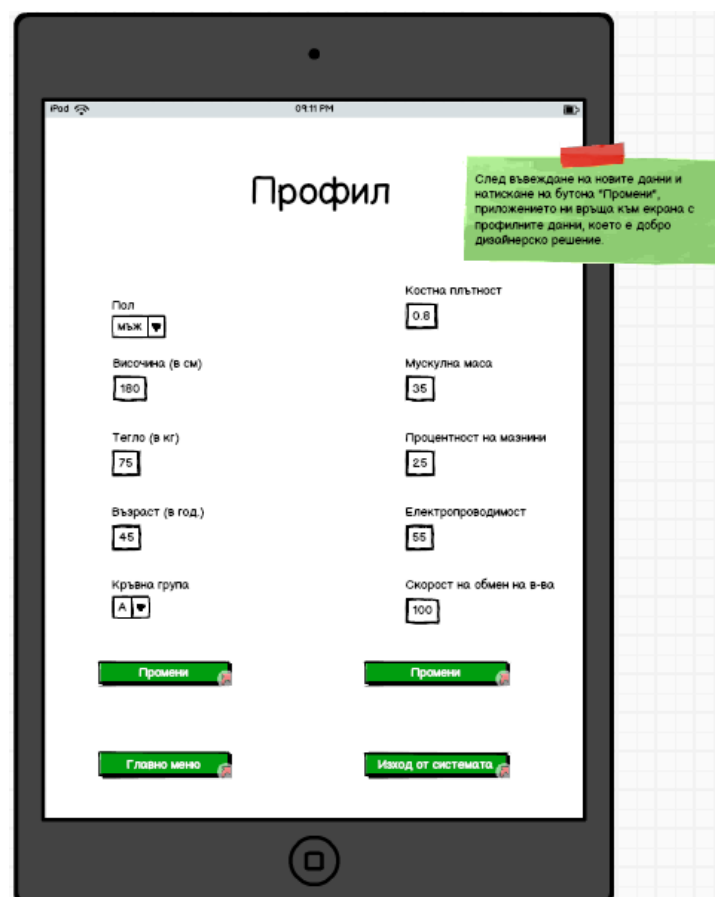 iPod
09:11 PM
Профил
След въвеждане на новите данни и
натискане на бутона "Промени",
приложението ни връща към екрана с
профилните данни, което е добро
дизайнерско решение.
Пол
мъж
Височина (в см)
180
Тегло (в кг)
75
Възраст (в год.)
45
Кръвна група
A
Костна плътност
0.8
Мускулна маса
35
Процентност на мазнини
25
Електропроводимост
55
Скорост на обмен на в-ва
100
Промени
Промени
Главно меню
Изход от системата